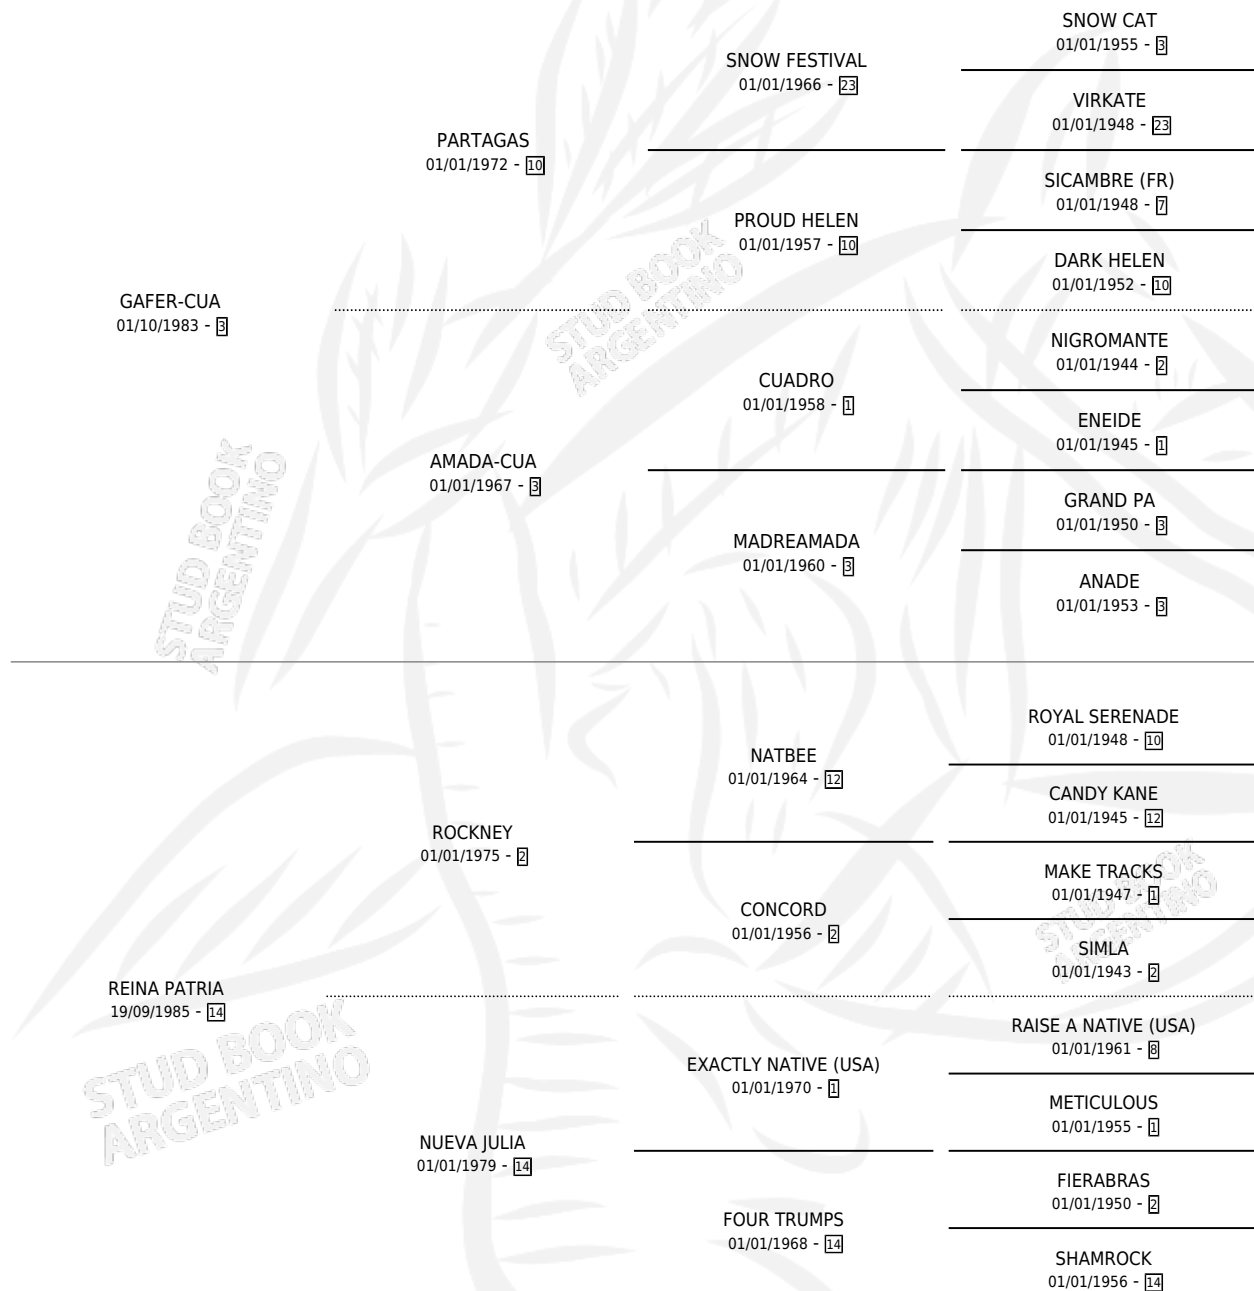 SNOW CAT
01/01/1955 - 3
SNOW FESTIVAL
01/01/1966 - 23
VIRKATE
01/01/1948 - 23
PARTAGAS
01/01/1972 - 10
SICAMBRE (FR)
01/01/1948 - 7
PROUD HELEN
01/01/1957 - 10
DARK HELEN
01/01/1952 - 10
GAFER-CUA
01/10/1983 - 3
NIGROMANTE
01/01/1944 - 2
CUADRO
01/01/1958 - 1
ENEIDE
01/01/1945 - 1
AMADA-CUA
01/01/1967 - 3
GRAND PA
01/01/1950 - 3
MADREAMADA
01/01/1960 - 3
ANADE
01/01/1953 - 3
STUD BOOK
ARGENTINO
STUD BOOK
ARGENTINO
ROYAL SERENADE
01/01/1948 - 10
NATBEE
01/01/1964 - 12
CANDY KANE
01/01/1945 - 12
ROCKNEY
01/01/1975 - 2
MAKE TRACKS
01/01/1947 - 1
CONCORD
01/01/1956 - 2
SIMLA
01/01/1943 - 2
REINA PATRIA
19/09/1985 - 14
RAISE A NATIVE (USA)
01/01/1961 - 8
EXACTLY NATIVE (USA)
01/01/1970 - 1
METICULOUS
01/01/1955 - 1
NUEVA JULIA
01/01/1979 - 14
FIERABRAS
01/01/1950 - 2
FOUR TRUMPS
01/01/1968 - 14
SHAMROCK
01/01/1956 - 14
STUD BOOK
ARGENTINO
STUD BOOK
ARGENTINO